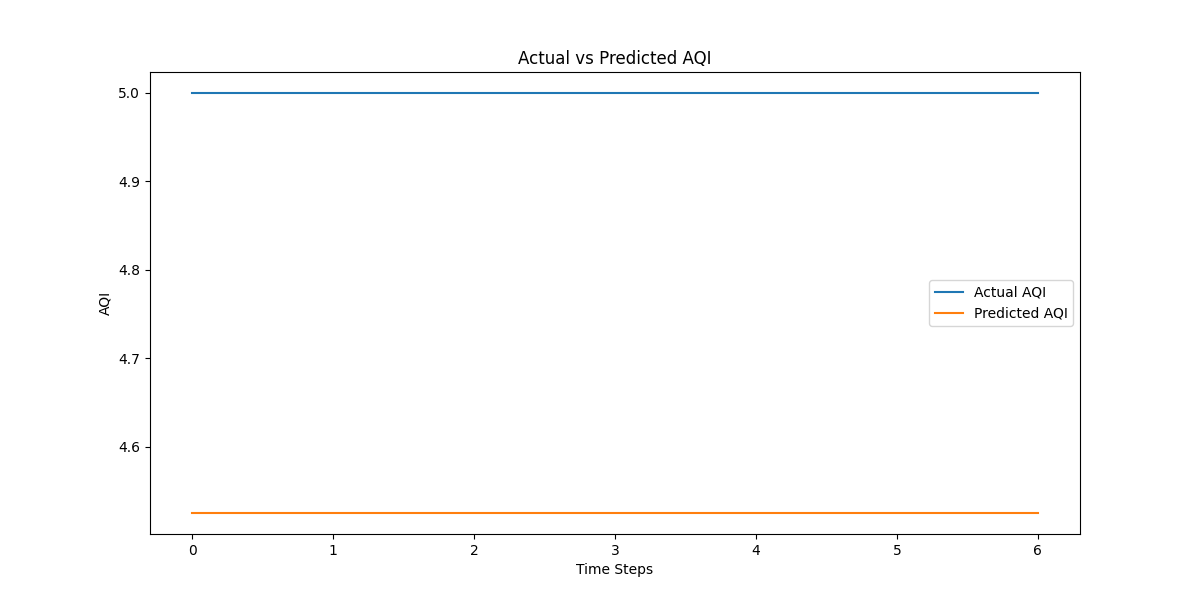 Actual vs Predicted AQI
5.0
4.9
4.8
4.7
4.6
AQI
Actual AQI
Predicted AQI
0 1 2 3 4 5 6
Time Steps